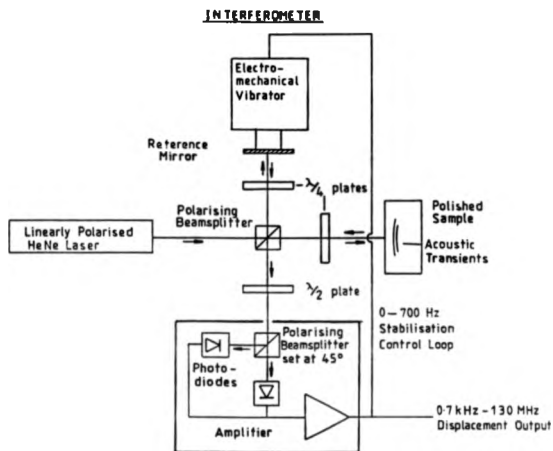 INTERFEROMETER
Electro-
mechanical
Vibrator
Reference
Mirror
λ/4 plates
Polarising
Beamsplitter
Linearly Polarised
HeNe Laser
Polished
Sample
Acoustic
Transients
λ/2 plate
0–700 Hz
Stabilisation
Control Loop
Polarising
Beamsplitter
set at 45°
Photo-
diodes
Amplifier
0·7kHz–130 MHz
Displacement Output